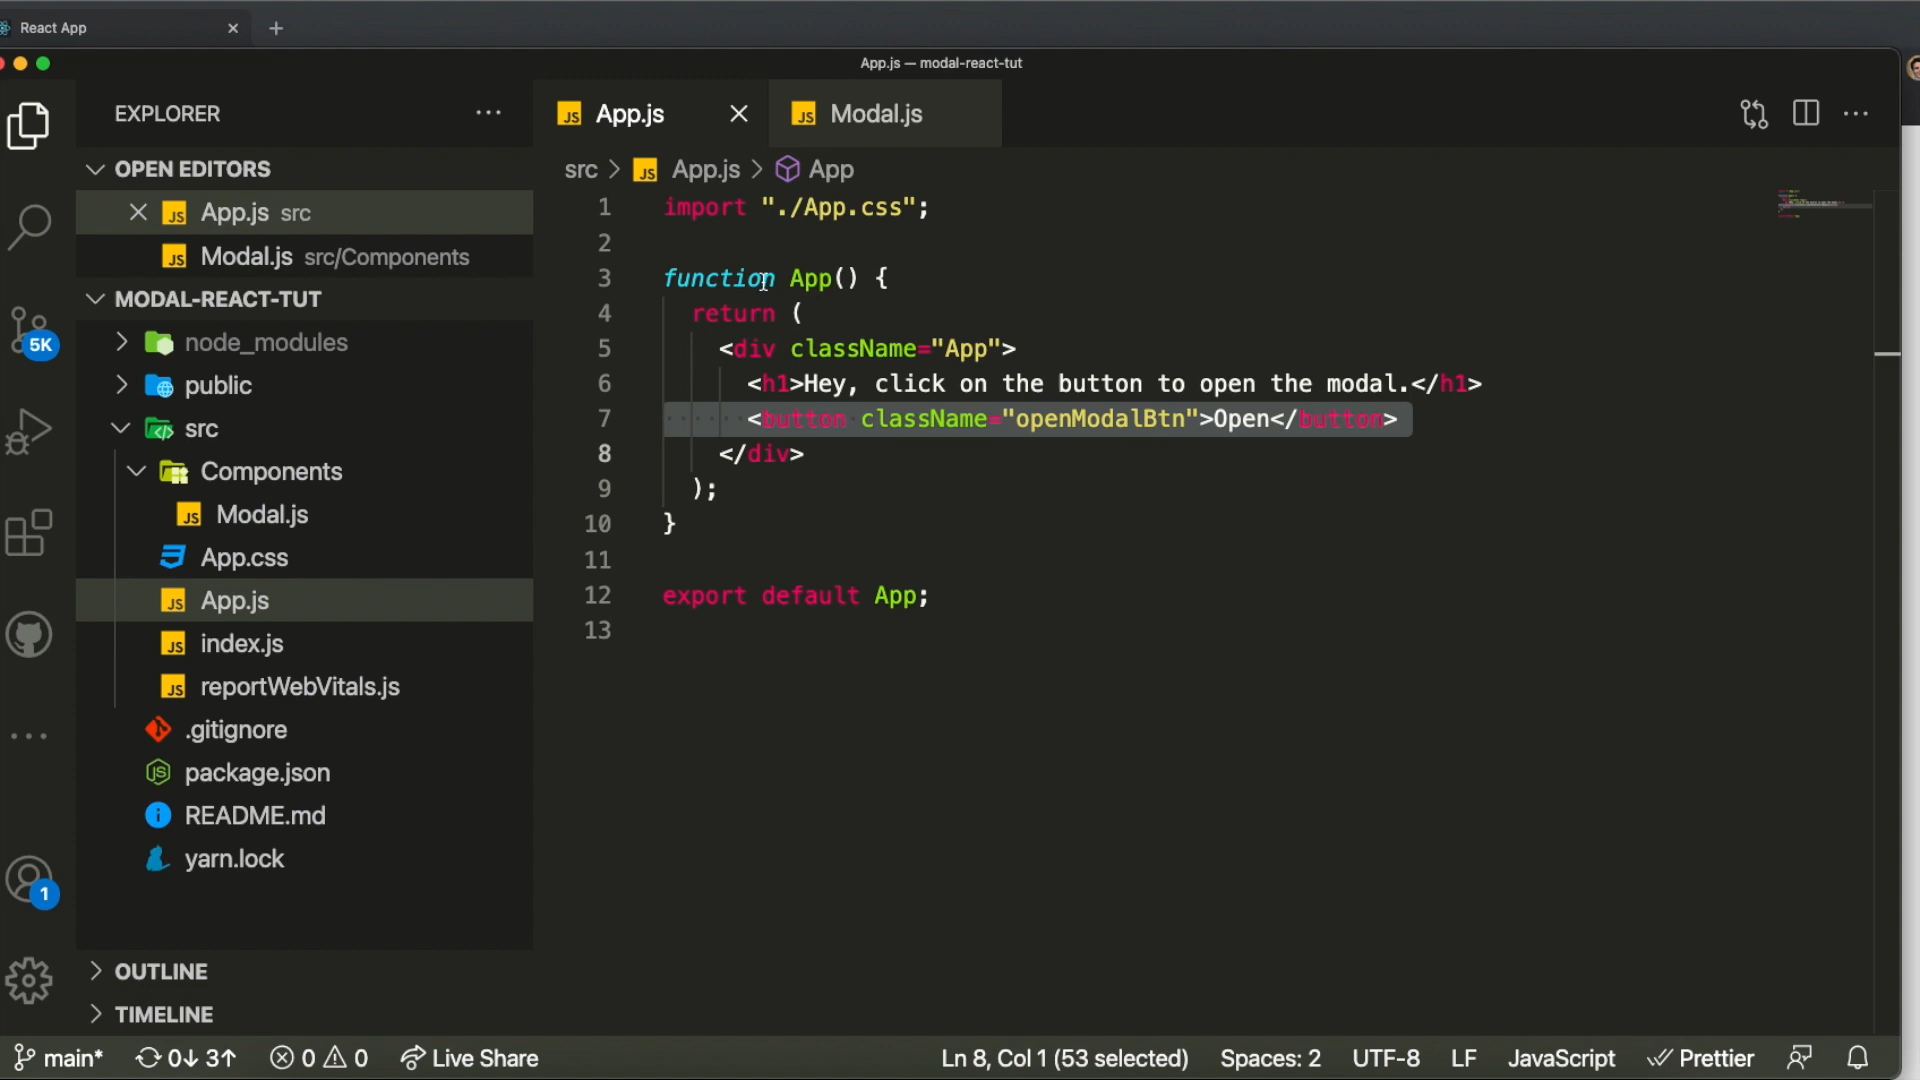 React App
App.js — modal-react-tut
EXPLORER
App.js
Modal.js
OPEN EDITORS
App.js src
Modal.js src/Components
MODAL-REACT-TUT
node_modules
public
src
Components
Modal.js
App.css
App.js
index.js
reportWebVitals.js
.gitignore
package.json
README.md
yarn.lock
OUTLINE
TIMELINE
5K
1
src > App.js > App
1 import "./App.css";
2
3 function App() {
4 return (
5 <div className="App">
6 <h1>Hey, click on the button to open the modal.</h1>
7 <button className="openModalBtn">Open</button>
8 </div>
9 );
10 }
11
12 export default App;
13
main* 0↓ 3↑ 0 0 Live Share Ln 8, Col 1 (53 selected) Spaces: 2 UTF-8 LF JavaScript Prettier